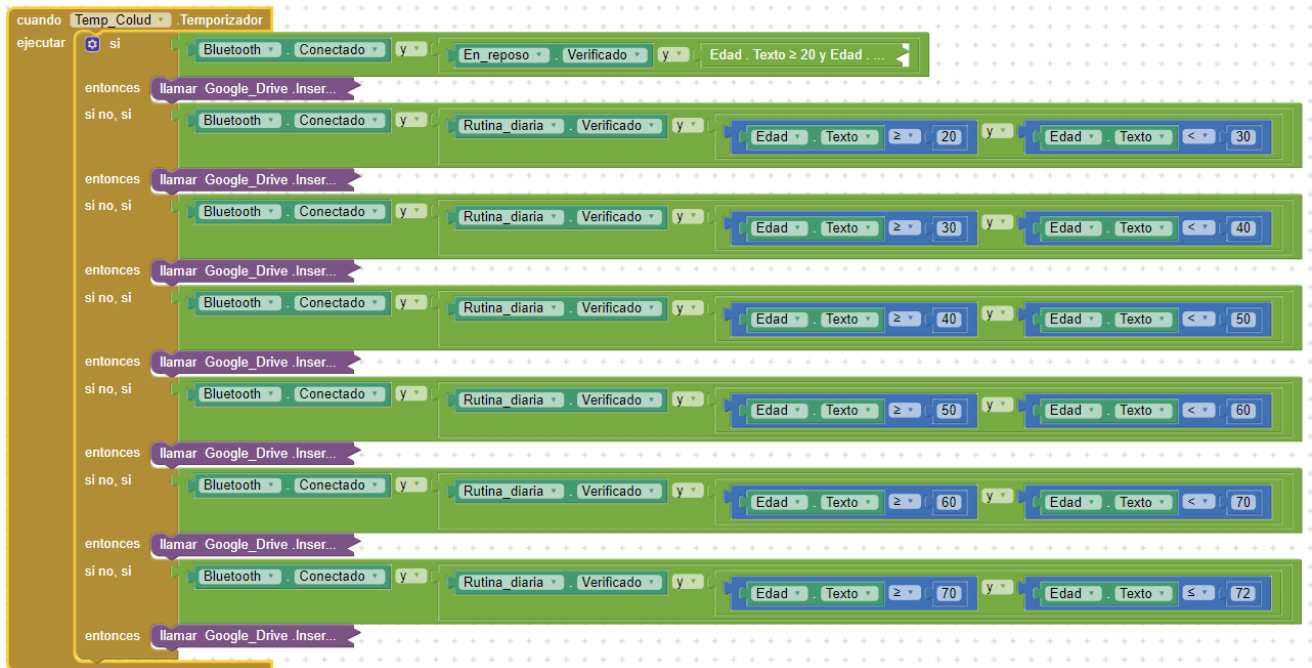 cuando Temp_Colud .Temporizador
ejecutar si Bluetooth . Conectado y En_reposo . Verificado y Edad . Texto ≥ 20 y Edad . ...
entonces llamar Google_Drive .Inser...
si no, si Bluetooth . Conectado y Rutina_diaria . Verificado y Edad . Texto ≥ 20 y Edad . Texto < 30
entonces llamar Google_Drive .Inser...
si no, si Bluetooth . Conectado y Rutina_diaria . Verificado y Edad . Texto ≥ 30 y Edad . Texto < 40
entonces llamar Google_Drive .Inser...
si no, si Bluetooth . Conectado y Rutina_diaria . Verificado y Edad . Texto ≥ 40 y Edad . Texto < 50
entonces llamar Google_Drive .Inser...
si no, si Bluetooth . Conectado y Rutina_diaria . Verificado y Edad . Texto ≥ 50 y Edad . Texto < 60
entonces llamar Google_Drive .Inser...
si no, si Bluetooth . Conectado y Rutina_diaria . Verificado y Edad . Texto ≥ 60 y Edad . Texto < 70
entonces llamar Google_Drive .Inser...
si no, si Bluetooth . Conectado y Rutina_diaria . Verificado y Edad . Texto ≥ 70 y Edad . Texto ≤ 72
entonces llamar Google_Drive .Inser...